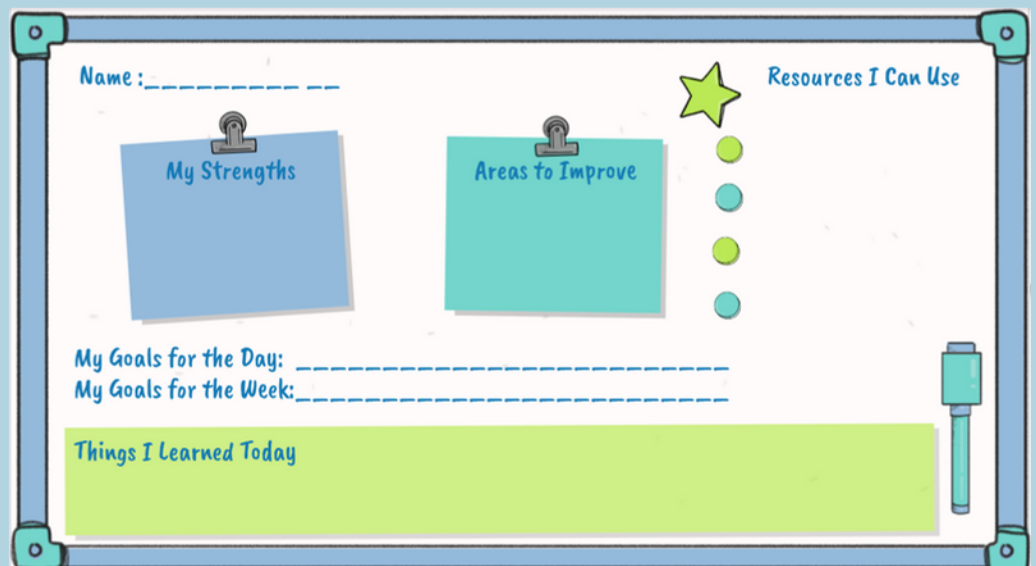 Name :_ _ _ _ _ _ _ _ _ _ _
Resources I Can Use
My Strengths
Areas to Improve
My Goals for the Day: _ _ _ _ _ _ _ _ _ _ _ _ _ _ _ _ _ _ _ _ _ _ _ _ _
My Goals for the Week:_ _ _ _ _ _ _ _ _ _ _ _ _ _ _ _ _ _ _ _ _ _ _ _ _
Things I Learned Today